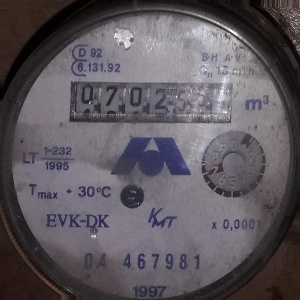 D 92
6.131.92
B H A V
0702
m³
LT 1-232
1995
Tmax + 30°C
EVK-DK
KMT
x 0,0001
04 467981
1997